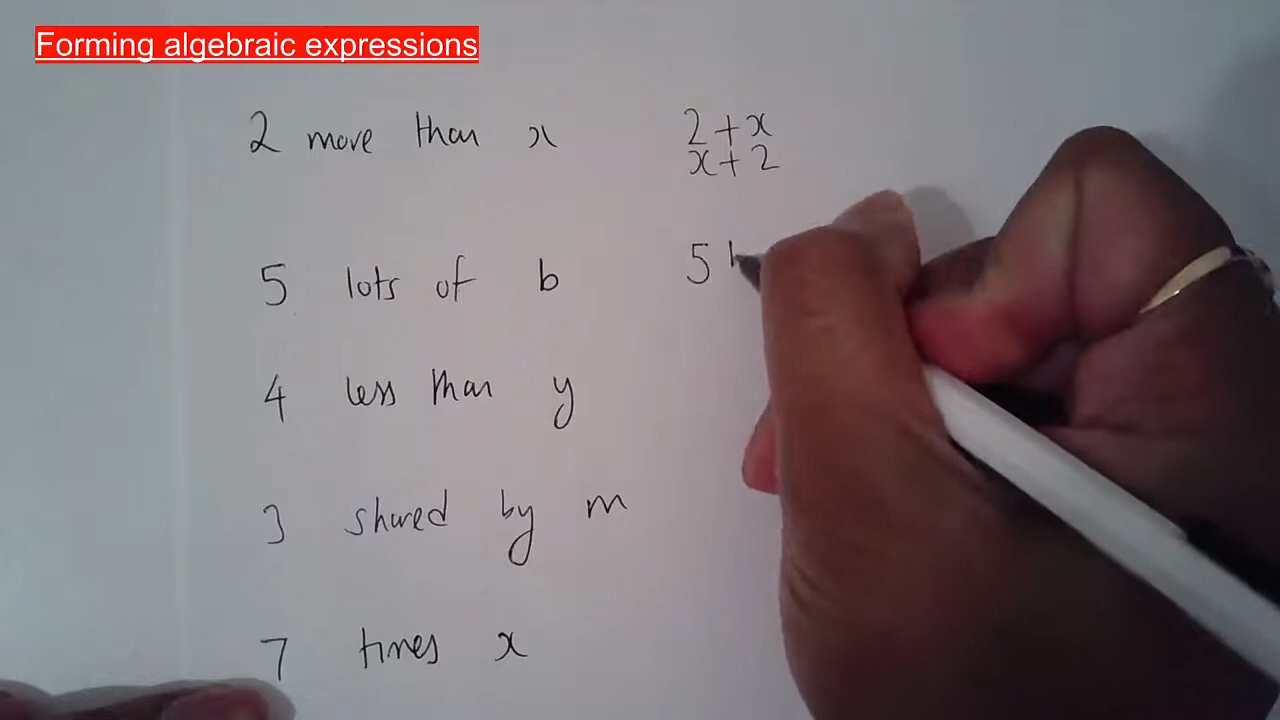 Forming algebraic expressions
2 more than x 2 + x
x + 2
5 lots of b 5
4 less than y
3 shared by m
7 times x